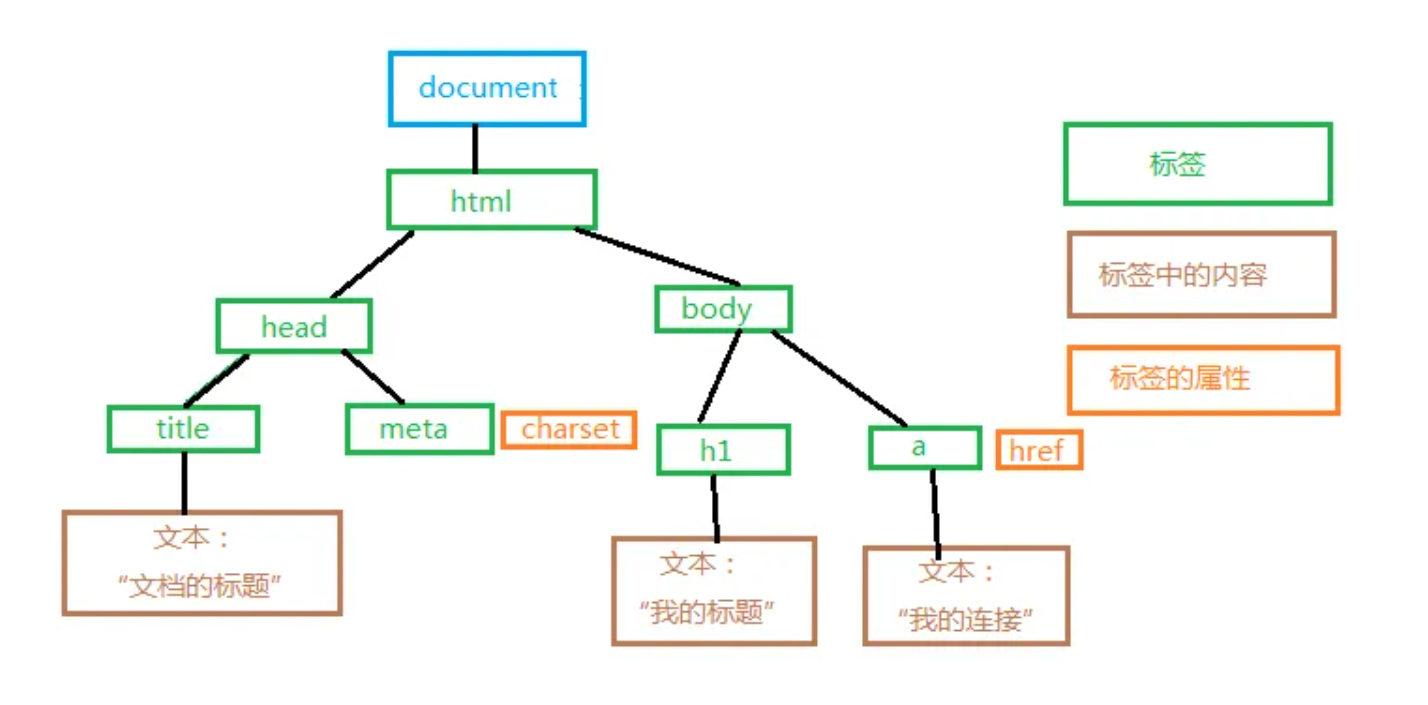 document
html
标签
标签中的内容
head
body
标签的属性
title
meta
charset
h1
a
href
文本：
“文档的标题”
文本：
“我的标题”
文本：
“我的连接”